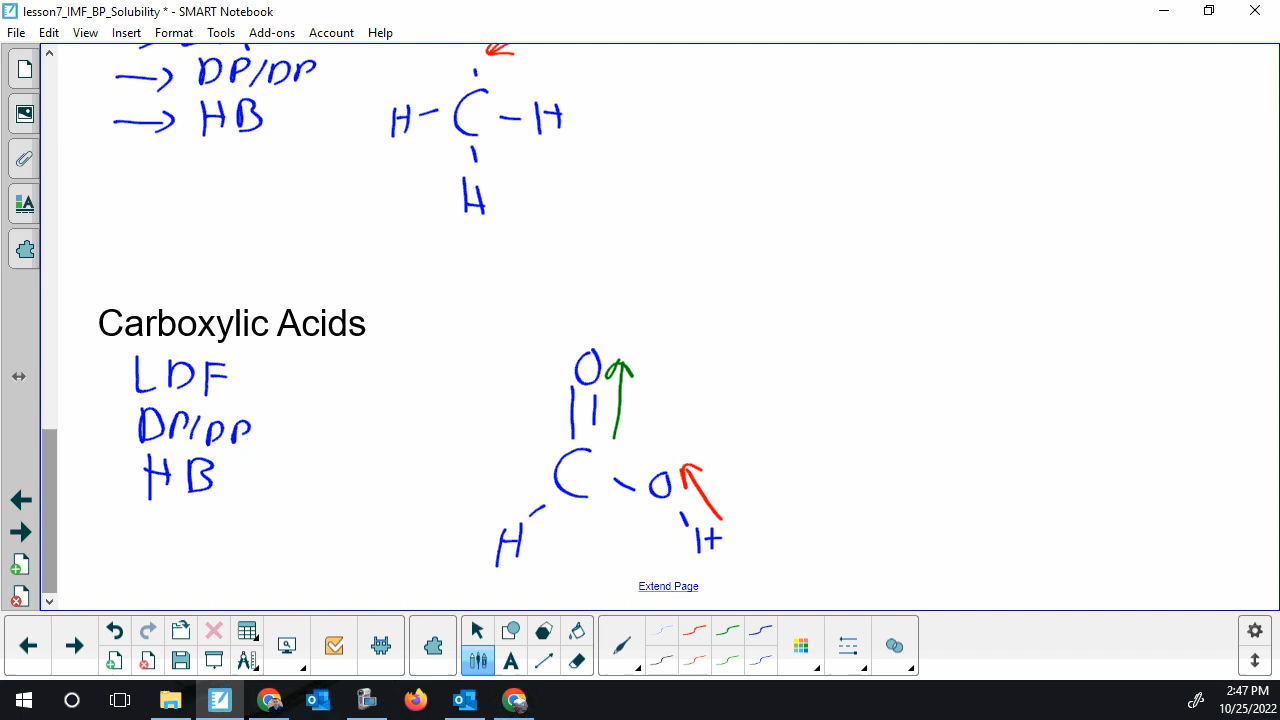 lesson7_IMF_BP_Solubility * - SMART Notebook
File Edit View Insert Format Tools Add-ons Account Help
→ DP/DP
→ HB
H - C - H
H
Carboxylic Acids
LDF
DP/DP
HB
O
C - O
H H
Extend Page
2:47 PM
10/25/2022